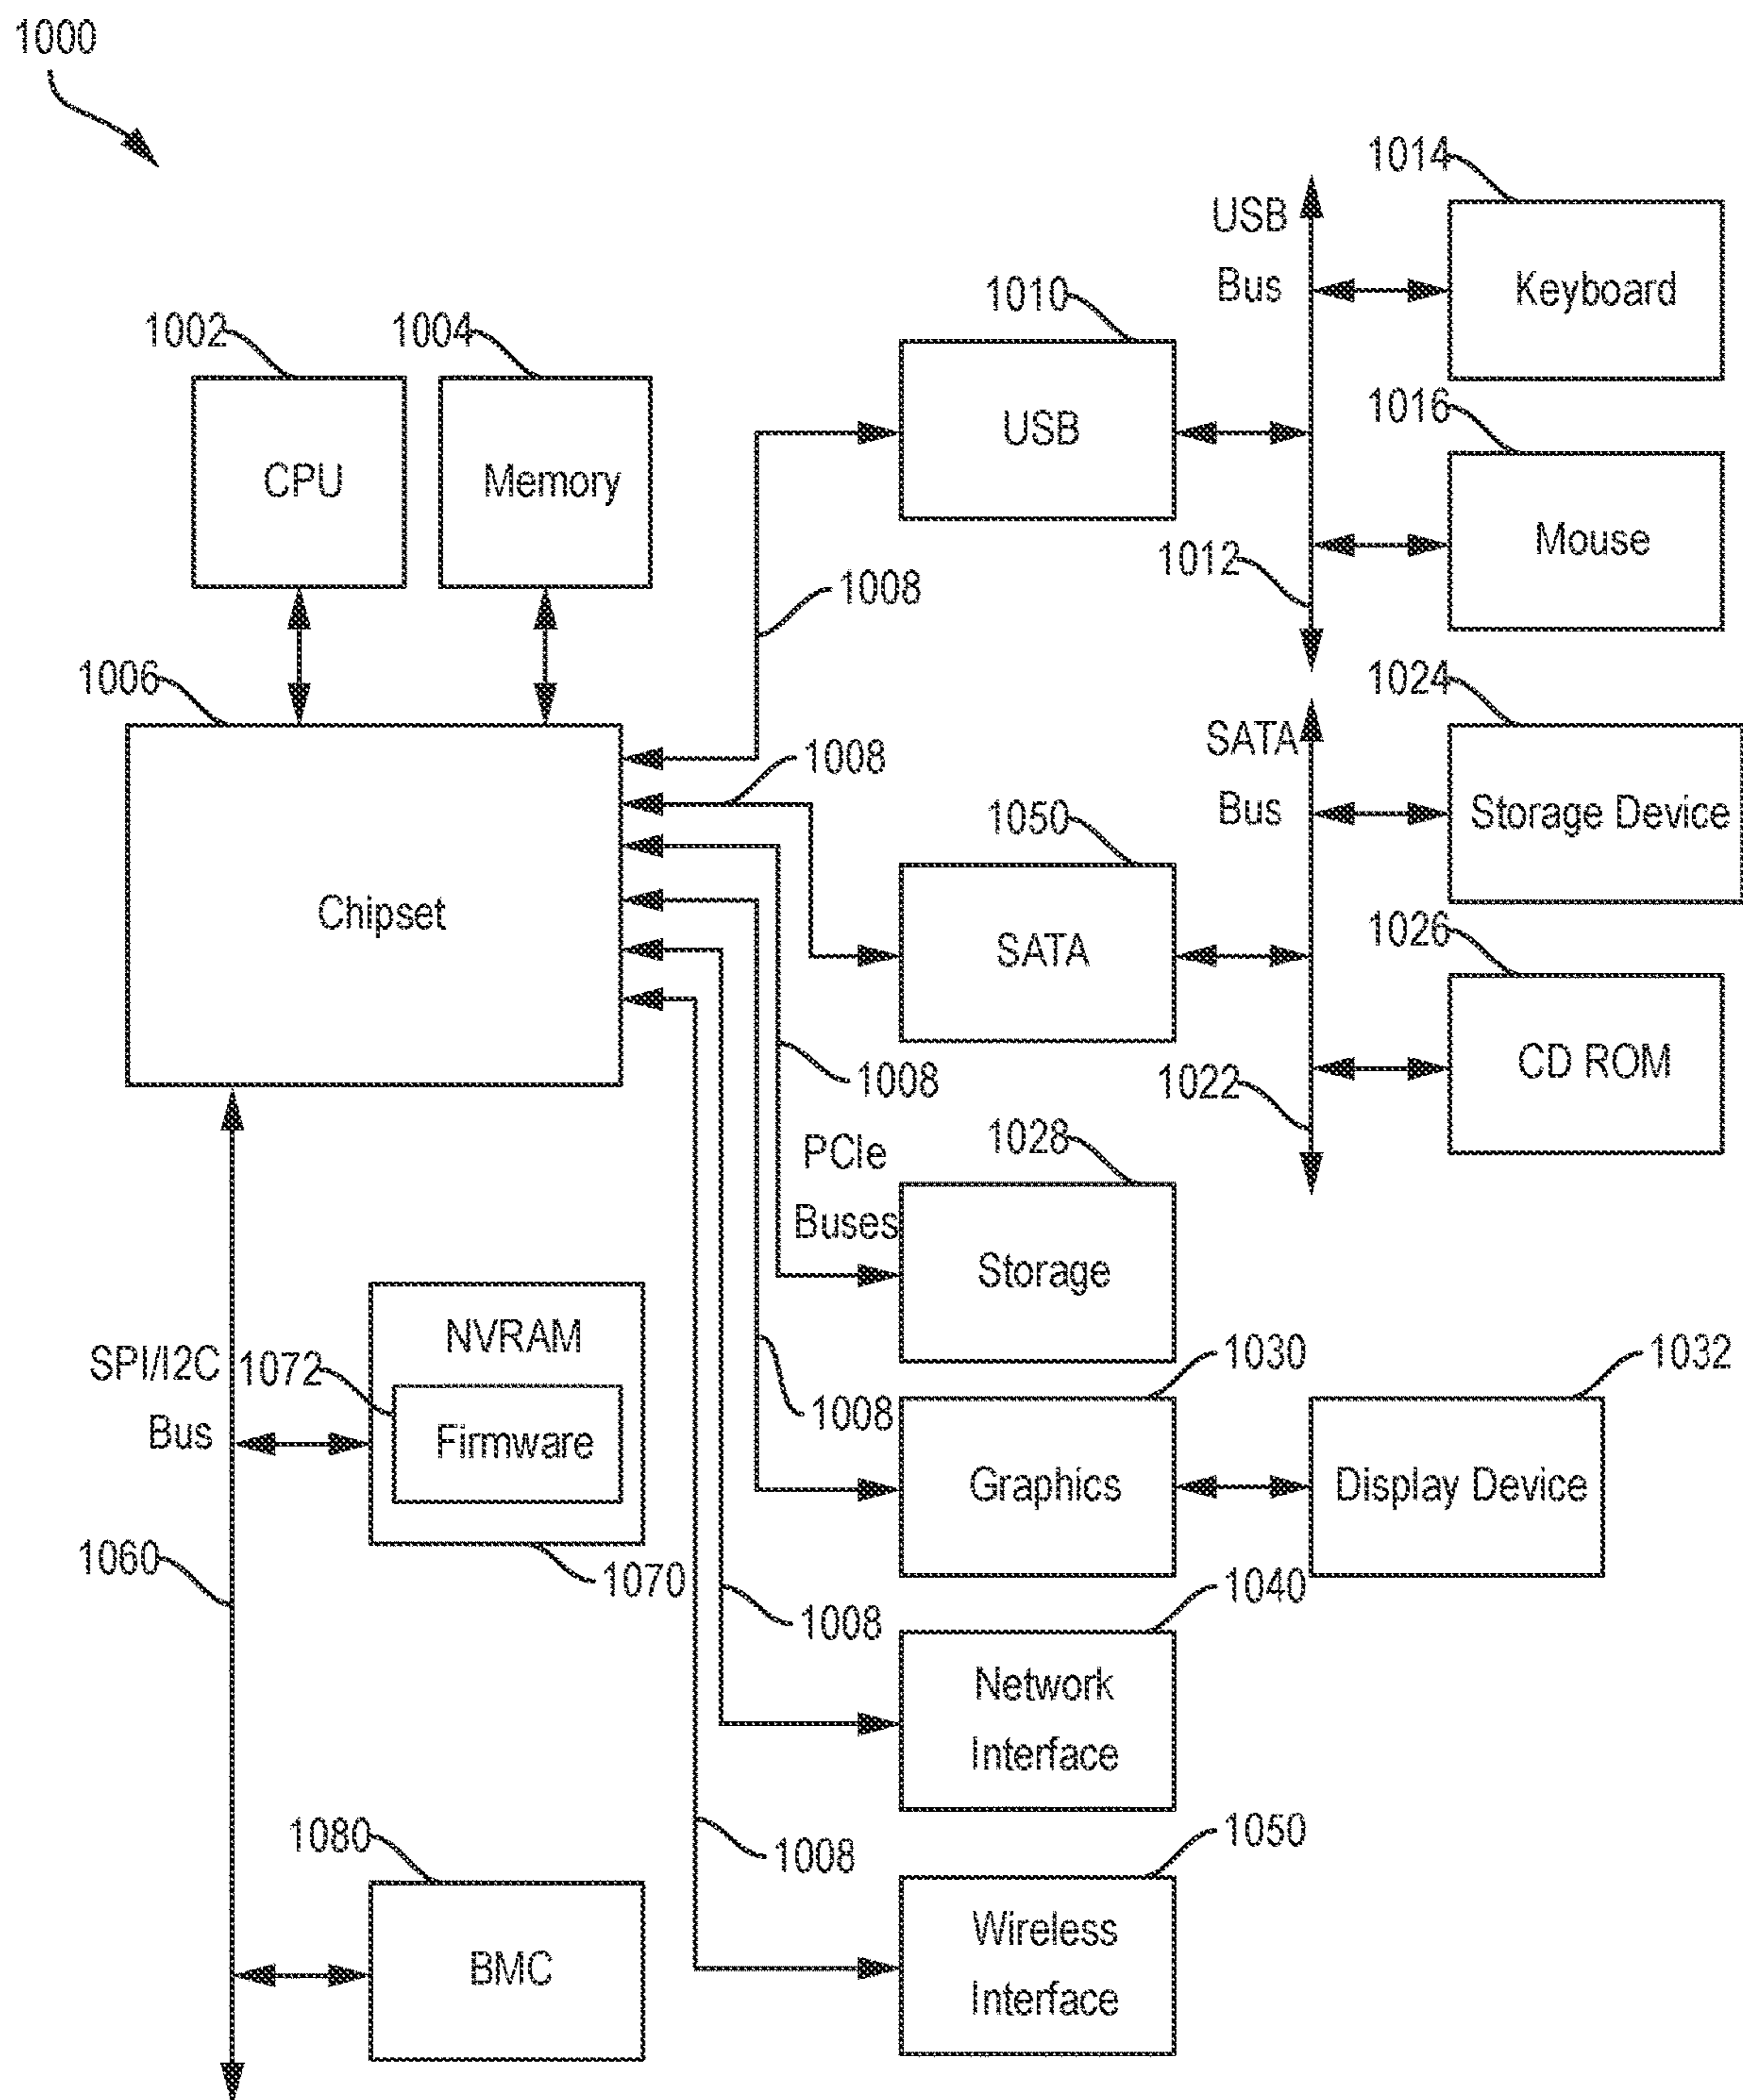 1000
1014
USB
Bus
Keyboard
1010
1002
1004
USB
1016
CPU
Memory
Mouse
1012
1008
1006
1024
SATA
Bus
1008
Storage Device
1050
Chipset
SATA
1026
CD ROM
1008
1022
PCIe
Buses
1028
Storage
NVRAM
SPI/I2C
Bus
1072
Firmware
1030
1032
1008
Graphics
Display Device
1060
1070
1040
1008
Network
Interface
1080
1008
1050
BMC
Wireless
Interface